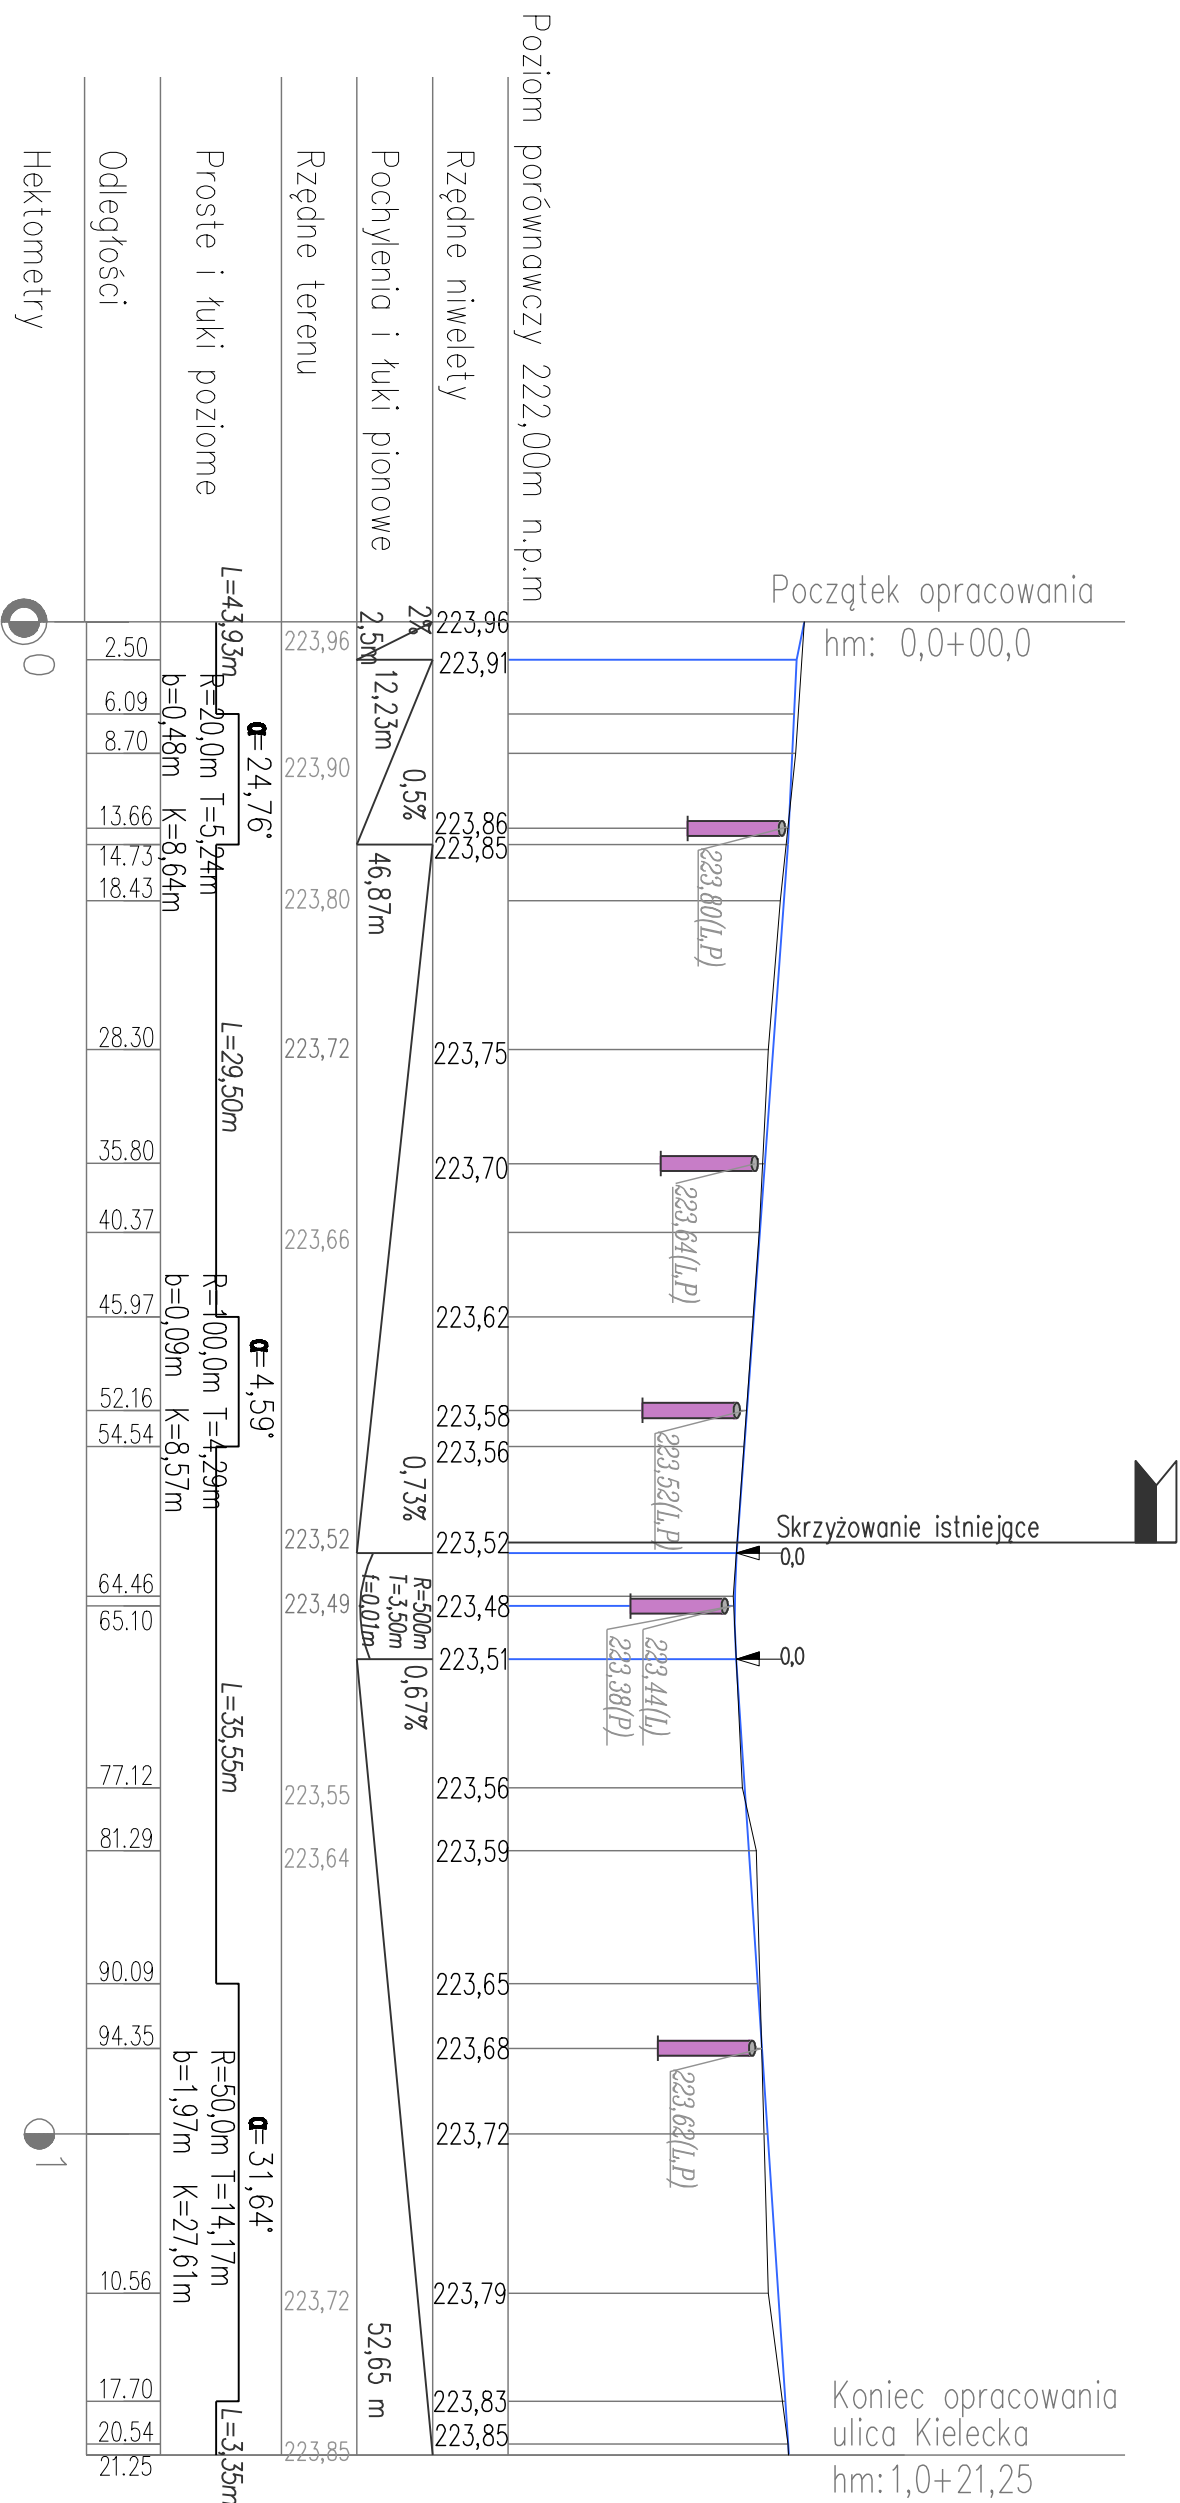 Poziom porównawczy 222,00m n.p.m
Rzędne niwelety
Pochylenia i łuki pionowe
Rzędne terenu
Proste i łuki poziome
Odległości
Hektometry
Początek opracowania
hm: 0,0+00,0
Skrzyżowanie istniejące
0,0
0,0
Koniec opracowania
ulica Kielecka
hm:1,0+21,25
223,80(L,P)
223,64(L,P)
223,52(L,P)
223,44(L)
223,38(P)
223,62(L,P)
223,96
223,91
223,86
223,85
223,75
223,70
223,62
223,58
223,56
223,52
223,48
223,51
223,56
223,59
223,65
223,68
223,72
223,79
223,83
223,85
2%
2,5m
12,23m
0,5%
46,87m
0,73%
R=500m
T=3,50m
f=0,01m
0,67%
52,65 m
223,96
223,90
223,80
223,72
223,66
223,52
223,49
223,55
223,64
223,72
223,85
L=43,93m
α=24,76°
R=20,0m T=5,24m
b=0,48m K=8,64m
L=29,50m
α=4,59°
R=100,0m T=4,29m
b=0,09m K=8,57m
L=35,55m
α=31,64°
R=50,0m T=14,17m
b=1,97m K=27,61m
L=3,35m
2.50
6.09
8.70
13.66
14.73
18.43
28.30
35.80
40.37
45.97
52.16
54.54
64.46
65.10
77.12
81.29
90.09
94.35
10.56
17.70
20.54
21.25
0
1